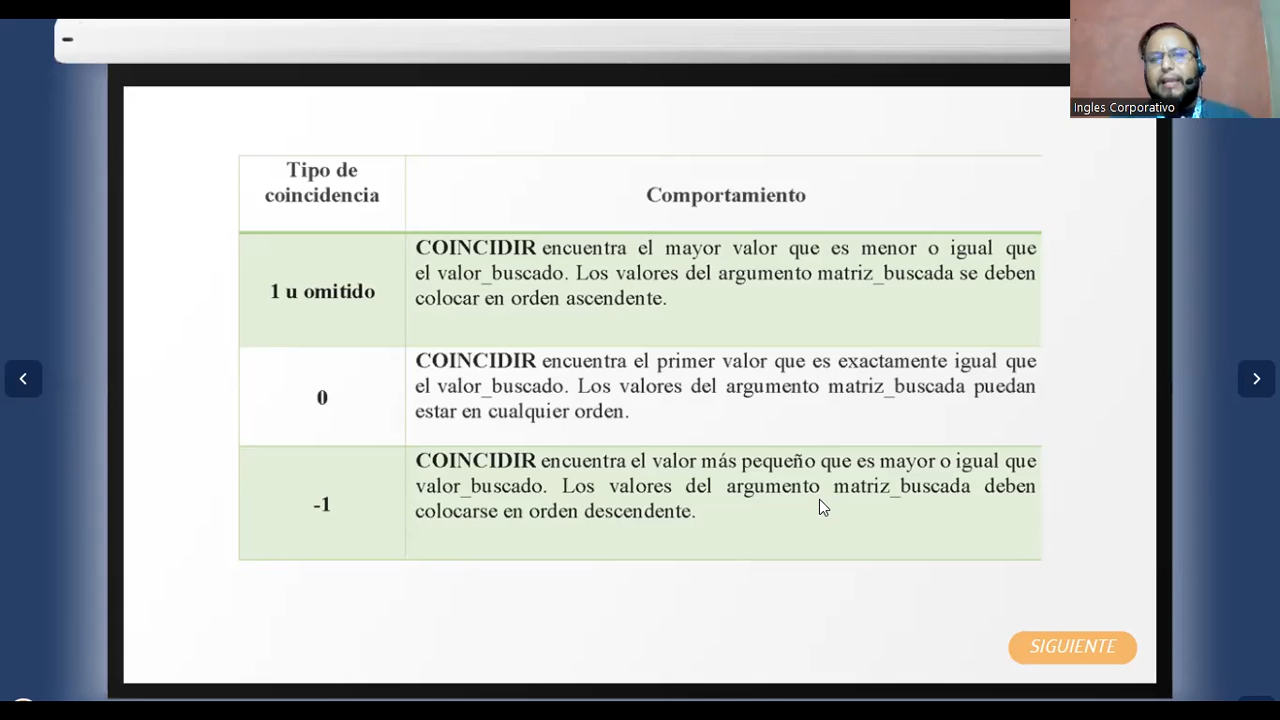 Ingles Corporativo
Tipo de
coincidencia
Comportamiento
1 u omitido
COINCIDIR encuentra el mayor valor que es menor o igual que
el valor_buscado. Los valores del argumento matriz_buscada se deben
colocar en orden ascendente.
0
COINCIDIR encuentra el primer valor que es exactamente igual que
el valor_buscado. Los valores del argumento matriz_buscada puedan
estar en cualquier orden.
-1
COINCIDIR encuentra el valor más pequeño que es mayor o igual que
valor_buscado. Los valores del argumento matriz_buscada deben
colocarse en orden descendente.
SIGUIENTE